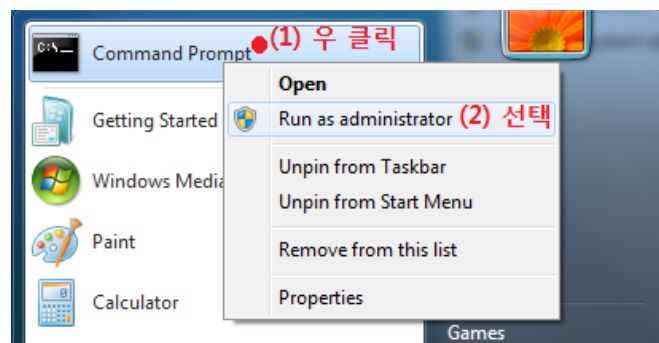 C:\
Command Prompt
(1) 우 클릭
Open
Getting Started
Run as administrator
(2) 선택
Windows Media
Unpin from Taskbar
Unpin from Start Menu
Paint
Remove from this list
Calculator
Properties
Games